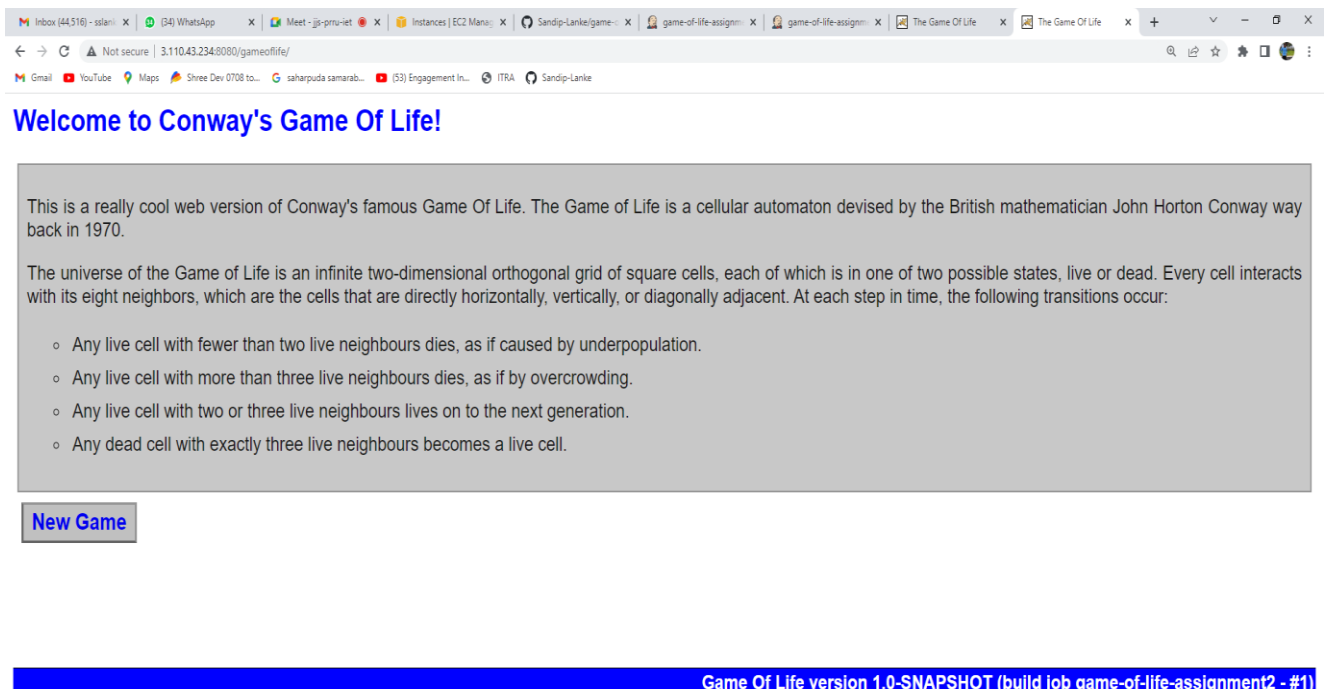 Inbox (44,516) - sslank
(34) WhatsApp
Meet - jjs-prru-iet
Instances | EC2 Manag
Sandip-Lanke/game-o
game-of-life-assignm
game-of-life-assignm
The Game Of Life
The Game Of Life
Not secure | 3.110.43.234:8080/gameoflife/
Gmail
YouTube
Maps
Shree Dev 0708 to...
saharpuda samarab...
(53) Engagement In...
ITRA
Sandip-Lanke
Welcome to Conway's Game Of Life!
This is a really cool web version of Conway's famous Game Of Life. The Game of Life is a cellular automaton devised by the British mathematician John Horton Conway way
back in 1970.
The universe of the Game of Life is an infinite two-dimensional orthogonal grid of square cells, each of which is in one of two possible states, live or dead. Every cell interacts
with its eight neighbors, which are the cells that are directly horizontally, vertically, or diagonally adjacent. At each step in time, the following transitions occur:
Any live cell with fewer than two live neighbours dies, as if caused by underpopulation.
Any live cell with more than three live neighbours dies, as if by overcrowding.
Any live cell with two or three live neighbours lives on to the next generation.
Any dead cell with exactly three live neighbours becomes a live cell.
New Game
Game Of Life version 1.0-SNAPSHOT (build job game-of-life-assignment2 - #1)